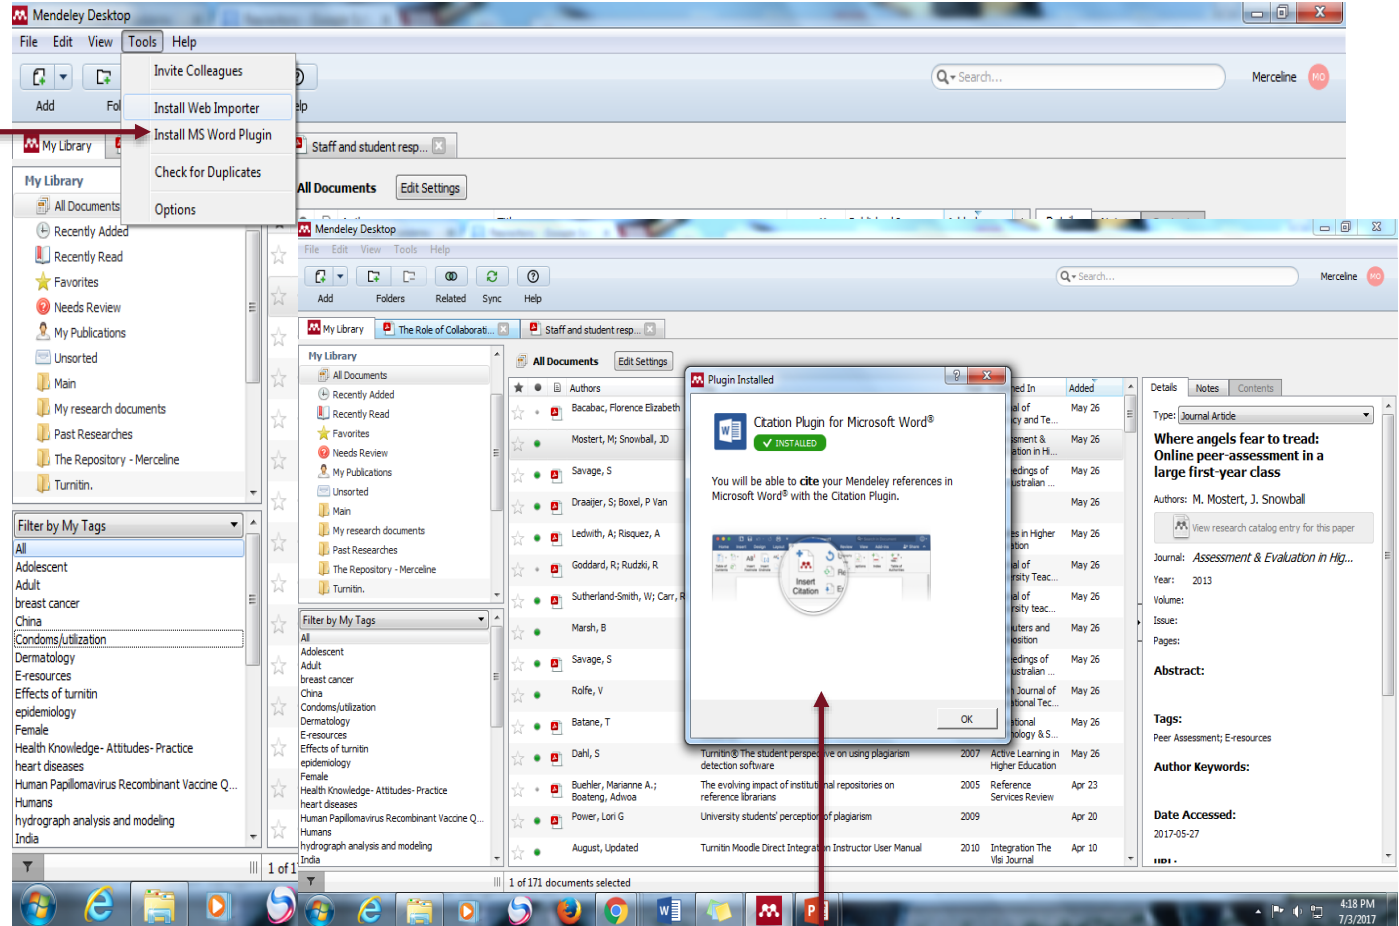 Mendeley Desktop
File Edit View Tools Help
Invite Colleagues
Install Web Importer
Install MS Word Plugin
Check for Duplicates
Options
Search...
Merceline MO
Add
My Library
Staff and student resp...
All Documents Edit Settings
My Library
All Documents
Recently Added
Recently Read
Favorites
Needs Review
My Publications
Unsorted
Main
My research documents
Past Researches
The Repository - Merceline
Turnitin.
Filter by My Tags
All
Adolescent
Adult
breast cancer
China
Condoms/utilization
Dermatology
E-resources
Effects of turnitin
epidemiology
Female
Health Knowledge- Attitudes- Practice
heart diseases
Human Papillomavirus Recombinant Vaccine Q...
Humans
hydrograph analysis and modeling
India
Mendeley Desktop
File Edit View Tools Help
Search...
Merceline MO
Add Folders Related Sync Help
My Library The Role of Collaborati... Staff and student resp...
My Library
All Documents
Recently Added
Recently Read
Favorites
Needs Review
My Publications
Unsorted
Main
My research documents
Past Researches
The Repository - Merceline
Turnitin.
Filter by My Tags
All
Adolescent
Adult
breast cancer
China
Condoms/utilization
Dermatology
E-resources
Effects of turnitin
epidemiology
Female
Health Knowledge- Attitudes- Practice
heart diseases
Human Papillomavirus Recombinant Vaccine Q...
Humans
hydrograph analysis and modeling
India
All Documents Edit Settings
Authors Added
Bacabac, Florence Elizabeth May 26
Mostert, M; Snowball, JD May 26
Savage, S May 26
Draaijer, S; Boxel, P Van May 26
Ledwith, A; Risquez, A May 26
Goddard, R; Rudzki, R May 26
Sutherland-Smith, W; Carr, R May 26
Marsh, B May 26
Savage, S May 26
Rolfe, V May 26
Batane, T May 26
Dahl, S Turnitin® The student perspective on using plagiarism 2007 Active Learning in May 26
detection software Higher Education
Buehler, Marianne A.; The evolving impact of institutional repositories on 2005 Reference Apr 23
Boateng, Adwoa reference librarians Services Review
Power, Lori G University students' perception of plagiarism 2009 Apr 20
August, Updated Turnitin Moodle Direct Integration Instructor User Manual 2010 Integration The Apr 10
Vlsi Journal
1 of 171 documents selected
Plugin Installed
Citation Plugin for Microsoft Word®
INSTALLED
You will be able to cite your Mendeley references in
Microsoft Word® with the Citation Plugin.
Insert
Citation
OK
Details Notes Contents
Type: Journal Article
Where angels fear to tread:
Online peer-assessment in a
large first-year class
Authors: M. Mostert, J. Snowball
View research catalog entry for this paper
Journal: Assessment & Evaluation in Hig...
Year: 2013
Volume:
Issue:
Pages:
Abstract:
Tags:
Peer Assessment; E-resources
Author Keywords:
Date Accessed:
2017-05-27
4:18 PM
7/3/2017